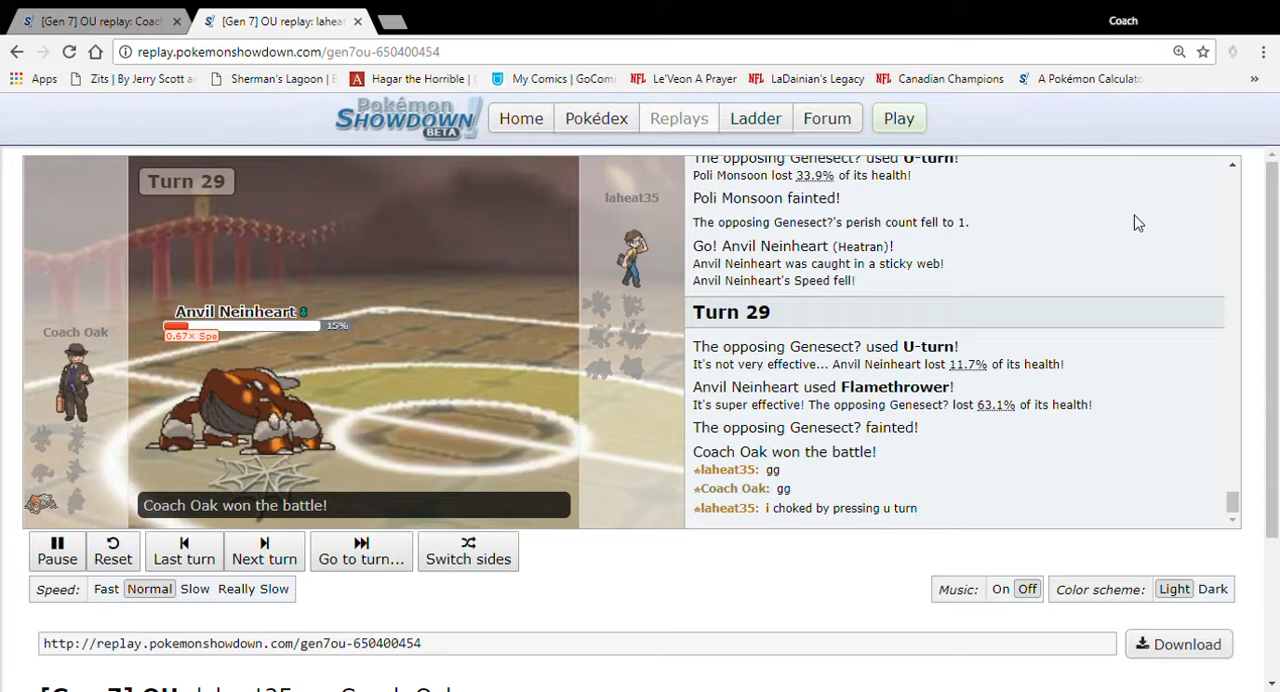 [Gen 7] OU replay: Coac
[Gen 7] OU replay: laheat
Coach
replay.pokemonshowdown.com/gen7ou-650400454
Apps
Zits | By Jerry Scott a
Sherman's Lagoon |
Hagar the Horrible |
My Comics | GoComi
Le'Veon A Prayer
LaDainian's Legacy
Canadian Champions
A Pokémon Calculato
»
Pokémon
SHOWDOWN!
BETA
Home
Pokédex
Replays
Ladder
Forum
Play
Turn 29
Coach Oak
laheat35
Anvil Neinheart
15%
0.67× Spe
Coach Oak won the battle!
The opposing Genesect? used U-turn!
Poli Monsoon lost 33.9% of its health!
Poli Monsoon fainted!
The opposing Genesect?'s perish count fell to 1.
Go! Anvil Neinheart (Heatran)!
Anvil Neinheart was caught in a sticky web!
Anvil Neinheart's Speed fell!
Turn 29
The opposing Genesect? used U-turn!
It's not very effective... Anvil Neinheart lost 11.7% of its health!
Anvil Neinheart used Flamethrower!
It's super effective! The opposing Genesect? lost 63.1% of its health!
The opposing Genesect? fainted!
Coach Oak won the battle!
☆laheat35: gg
☆Coach Oak: gg
☆laheat35: i choked by pressing u turn
Pause
Reset
Last turn
Next turn
Go to turn...
Switch sides
Speed: Fast Normal Slow Really Slow
Music: On Off
Color scheme: Light Dark
http://replay.pokemonshowdown.com/gen7ou-650400454
Download
[Gen 7] OU: laheat35 vs. Coach Oak